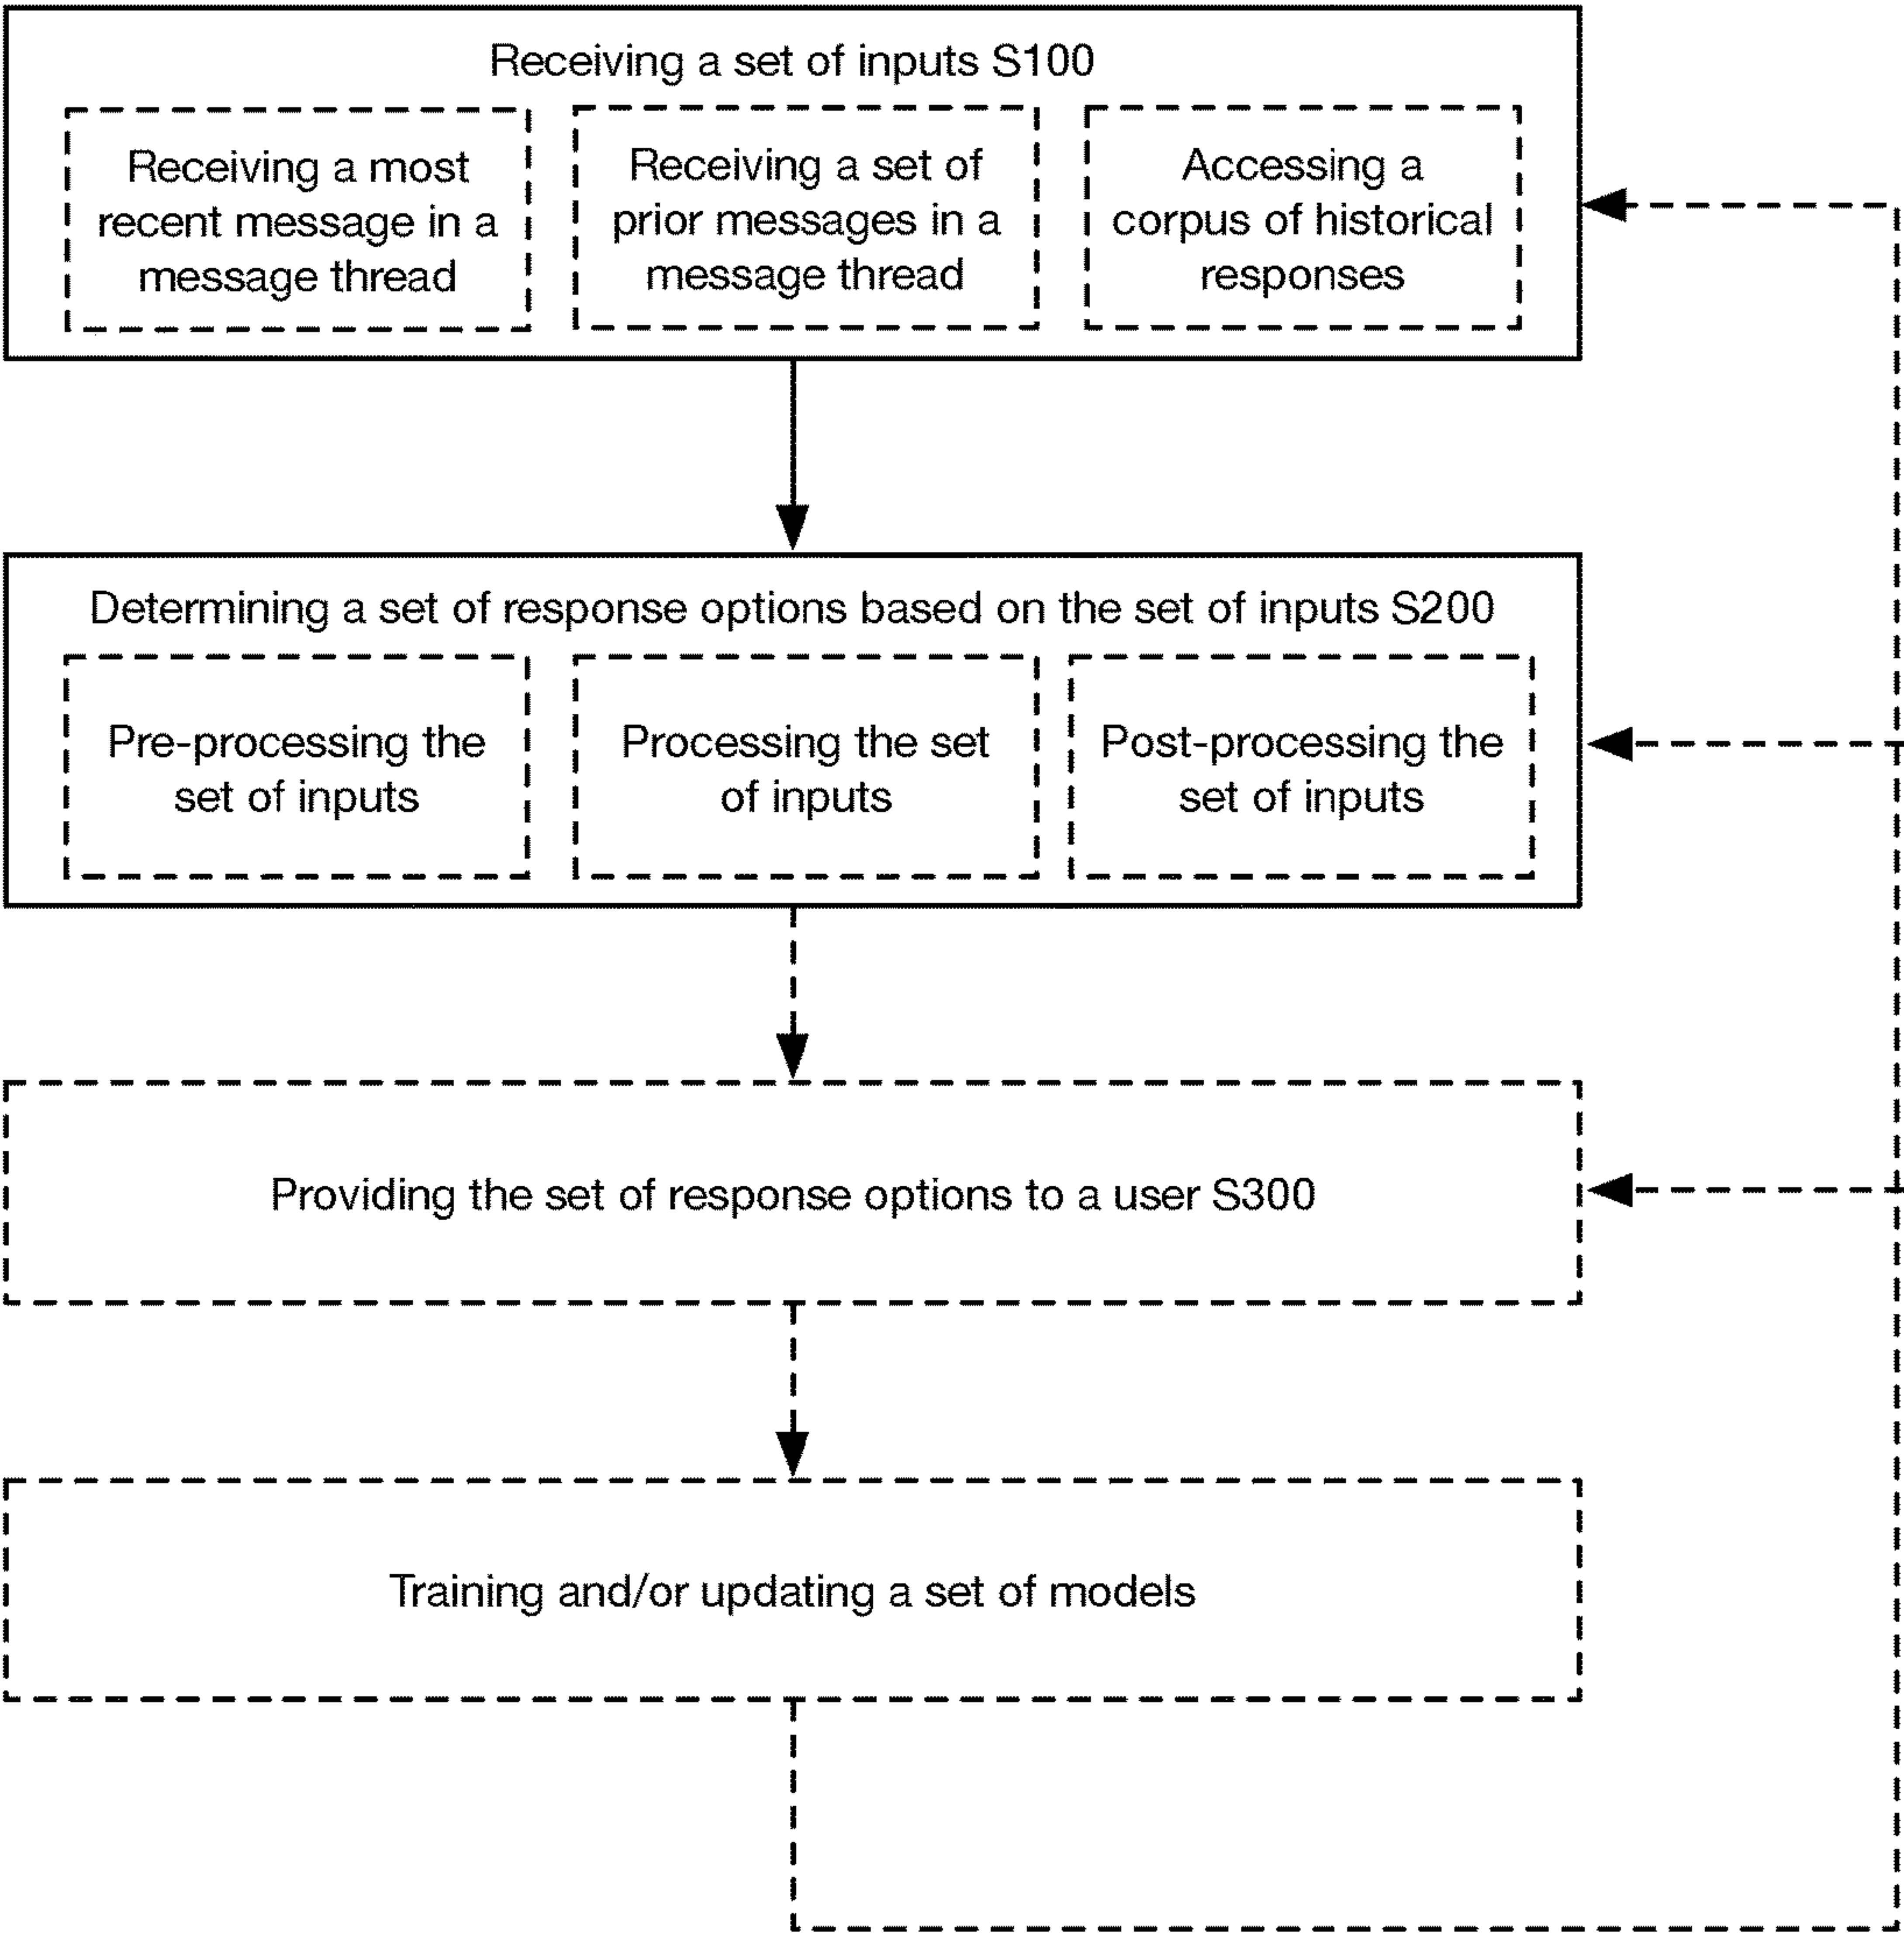 Receiving a set of inputs S100
Receiving a most
recent message in a
message thread
Receiving a set of
prior messages in a
message thread
Accessing a
corpus of historical
responses
Determining a set of response options based on the set of inputs S200
Pre-processing the
set of inputs
Processing the set
of inputs
Post-processing the
set of inputs
Providing the set of response options to a user S300
Training and/or updating a set of models